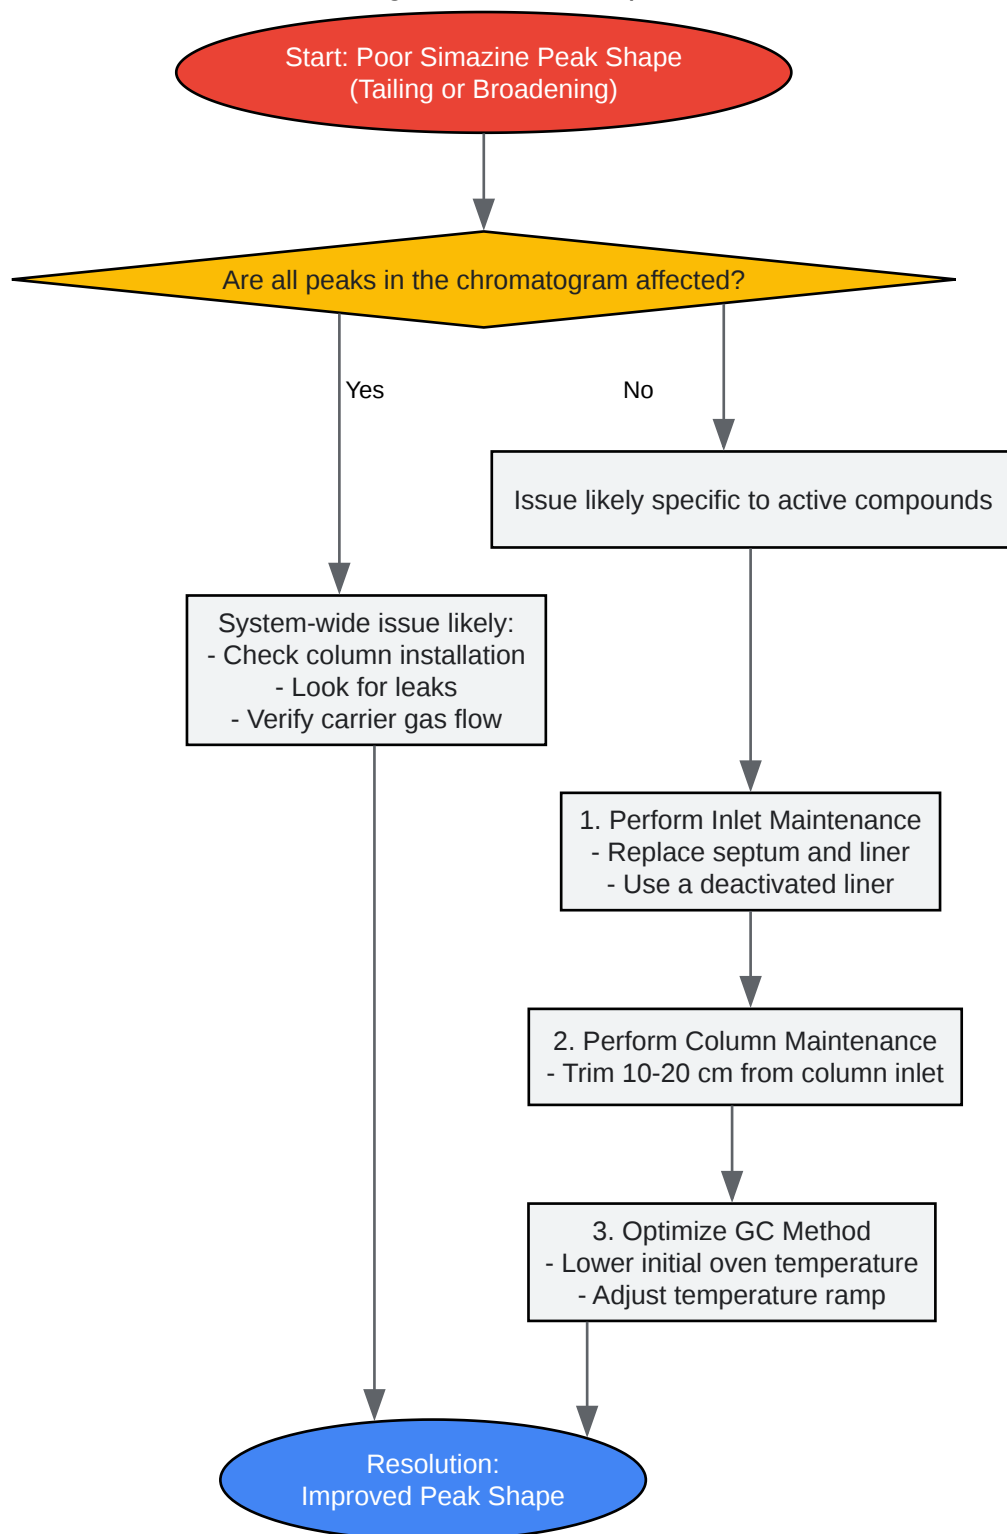 Start: Poor Simazine Peak Shape
(Tailing or Broadening)
Are all peaks in the chromatogram affected?
Yes
No
Issue likely specific to active compounds
System-wide issue likely:
- Check column installation
- Look for leaks
- Verify carrier gas flow
1. Perform Inlet Maintenance
- Replace septum and liner
- Use a deactivated liner
2. Perform Column Maintenance
- Trim 10-20 cm from column inlet
3. Optimize GC Method
- Lower initial oven temperature
- Adjust temperature ramp
Resolution:
Improved Peak Shape